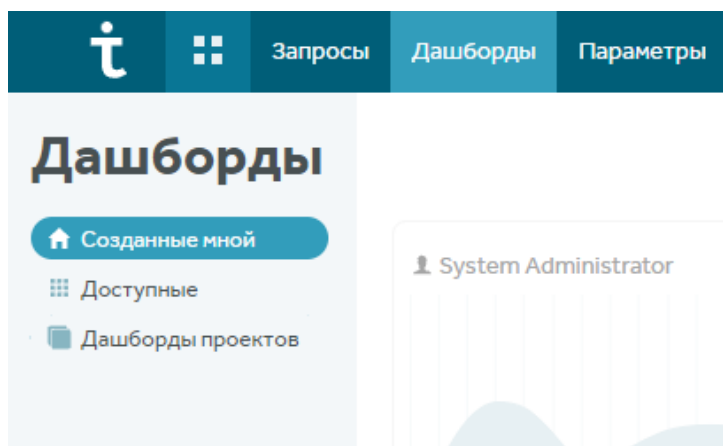 Запросы Дашборды Параметры
Дашборды
Созданные мной
System Administrator
Доступные
Дашборды проектов